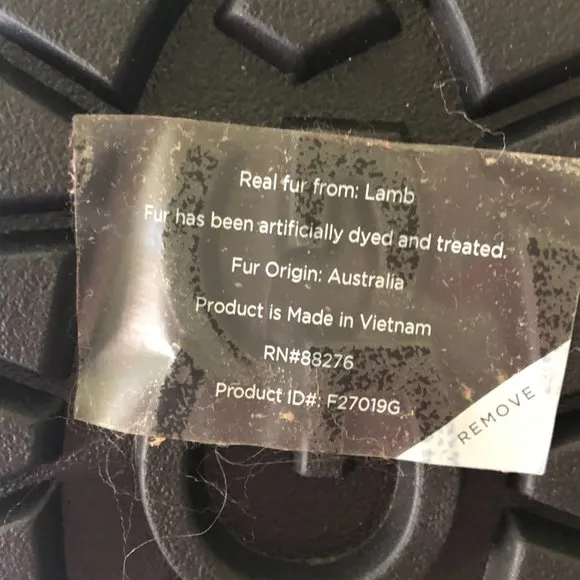 Real fur from: Lamb
Fur has been artificially dyed and treated.
Fur Origin: Australia
Product is Made in Vietnam
RN#88276
Product ID#: F27019G
REMOVE